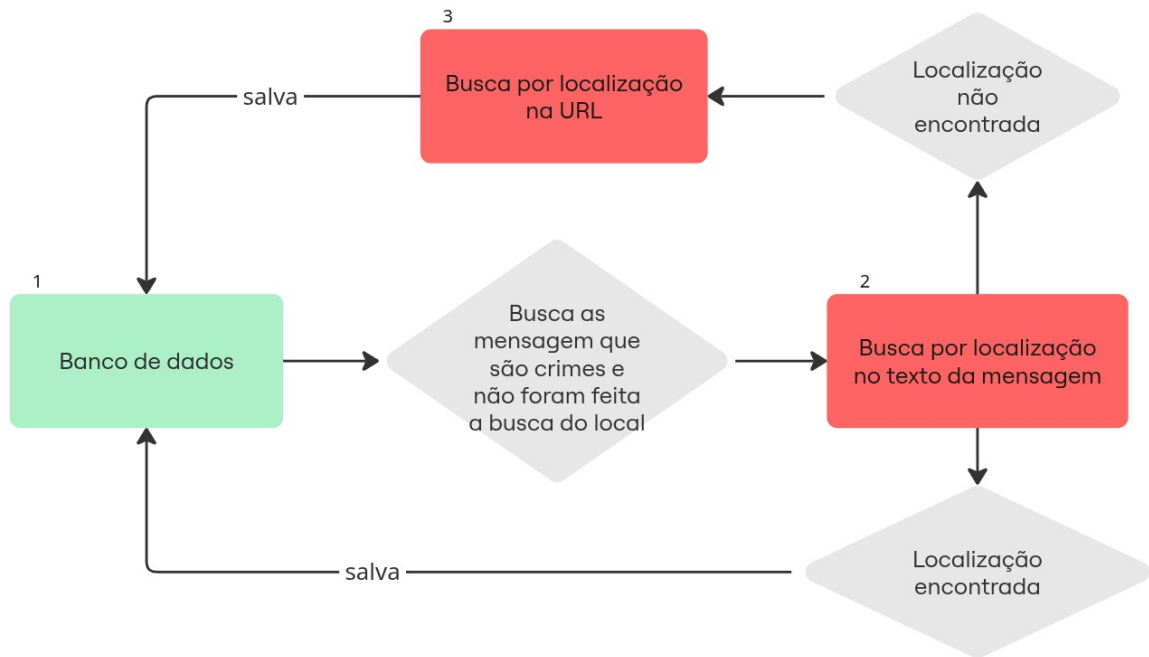 3
Busca por localização
na URL
Localização
não
encontrada
salva
1
Banco de dados
Busca as
mensagem que
são crimes e
não foram feita
a busca do local
2
Busca por localização
no texto da mensagem
salva
Localização
encontrada